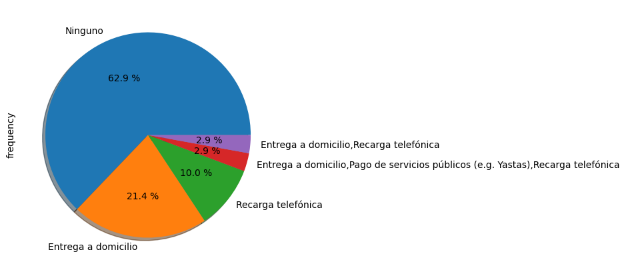 Ninguno
62.9 %
frequency
2.9 %
Entrega a domicilio,Recarga telefónica
2.9 %
Entrega a domicilio,Pago de servicios públicos (e.g. Yastas),Recarga telefónica
10.0 %
21.4 %
Recarga telefónica
Entrega a domicilio